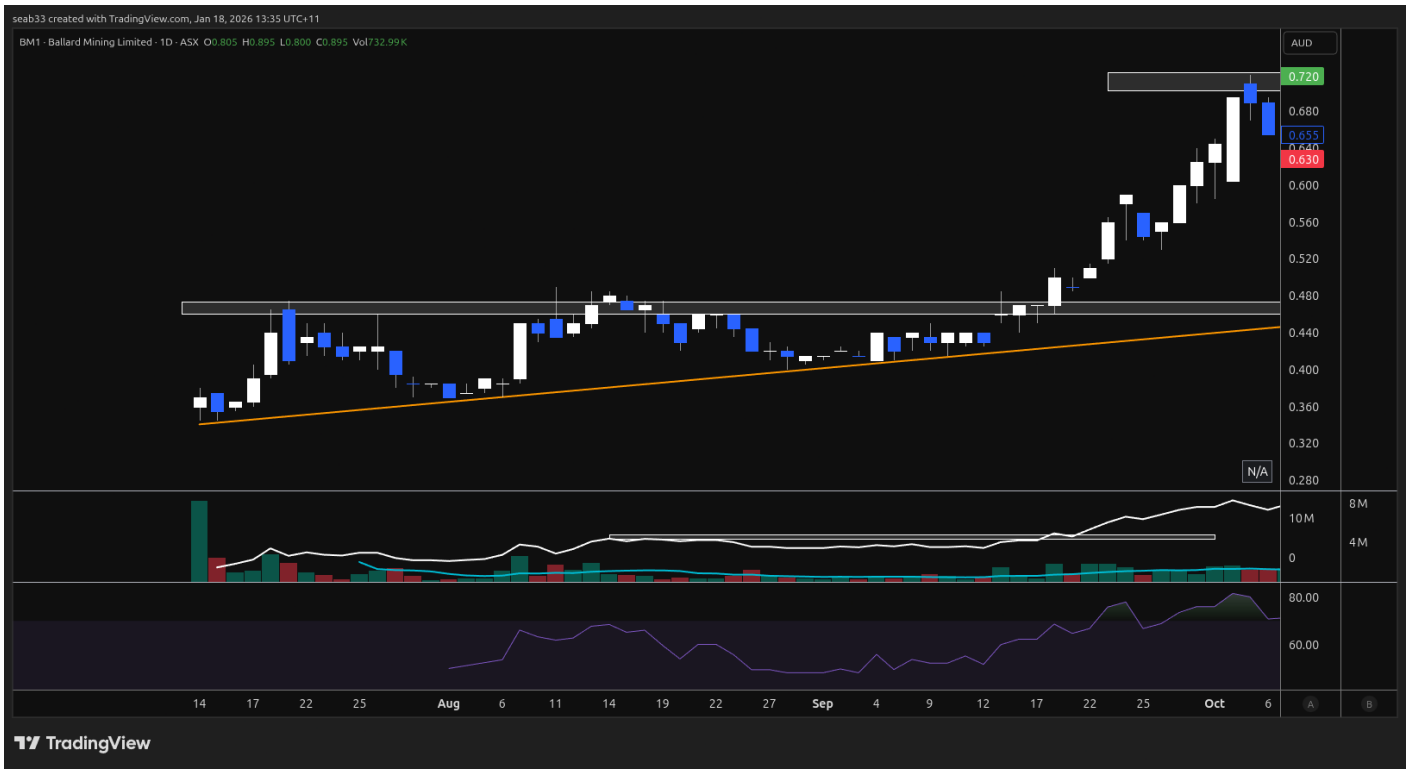 seab33 created with TradingView.com, Jan 18, 2026 13:35 UTC+11
BM1 · Ballard Mining Limited · 1D · ASX O0.805 H0.895 L0.800 C0.895 Vol732.99K
AUD
0.720
0.680
0.655
0.640
0.630
0.600
0.560
0.520
0.480
0.440
0.400
0.360
0.320
0.280
N/A
8 M
10 M
4 M
0
80.00
60.00
14 17 22 25 Aug 6 11 14 19 22 27 Sep 4 9 12 17 22 25 Oct 6 A B
TradingView